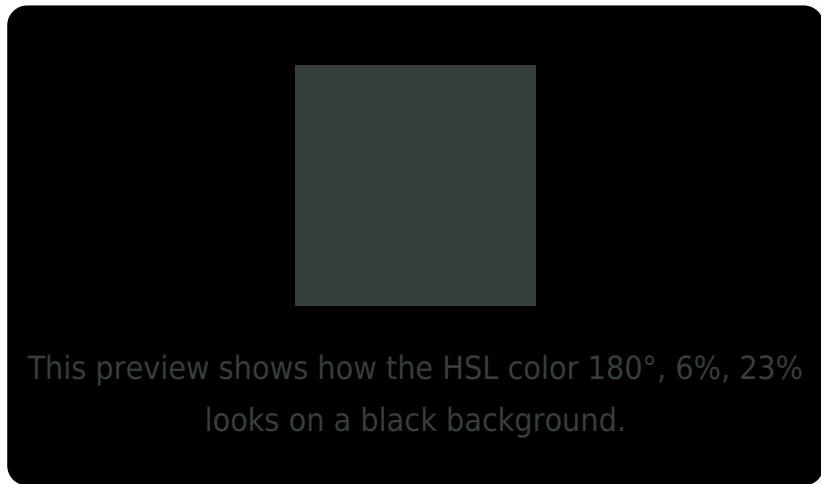 This preview shows how the HSL color 180°, 6%, 23%
looks on a black background.